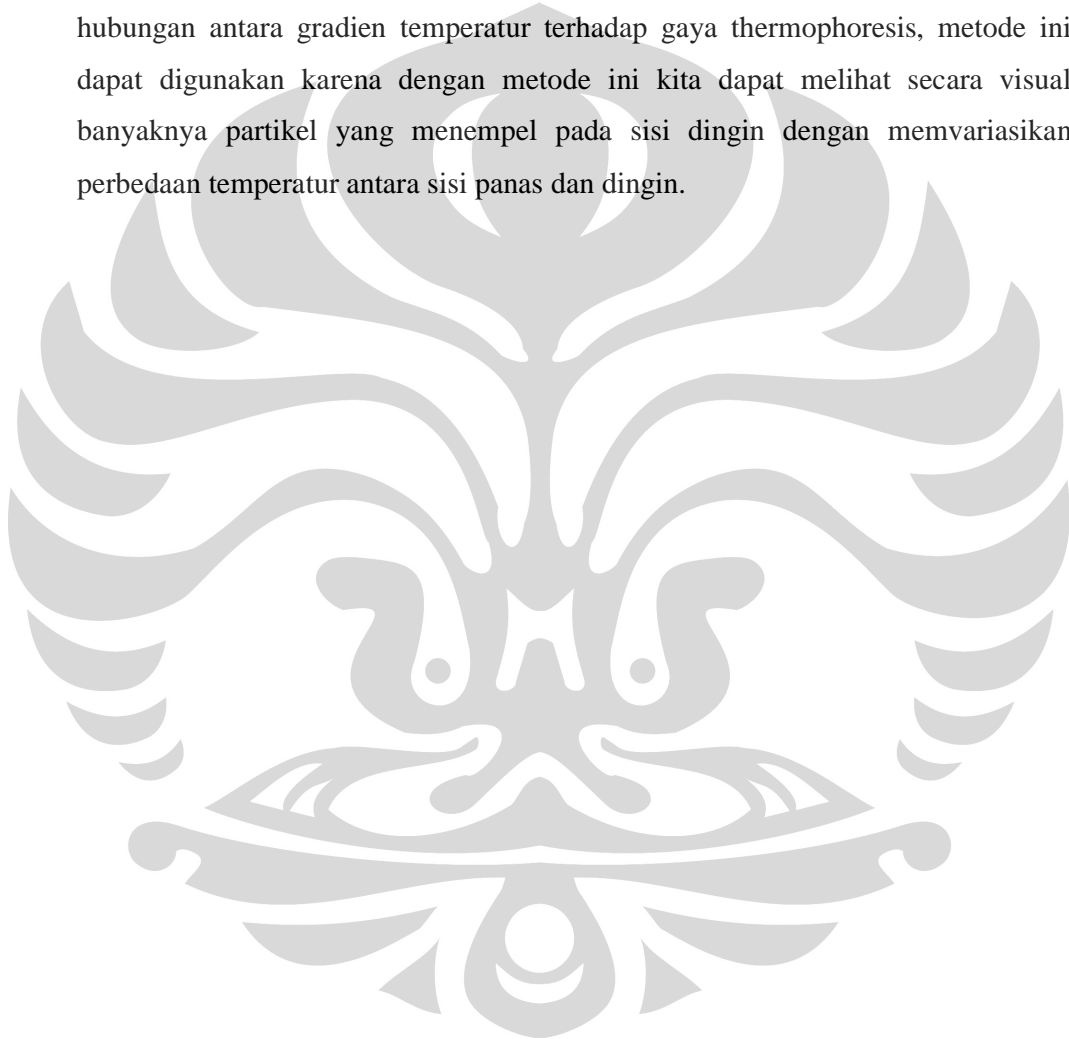 hubungan antara gradien temperatur terhadap gaya thermophoresis, metode ini
dapat digunakan karena dengan metode ini kita dapat melihat secara visual
banyaknya partikel yang menempel pada sisi dingin dengan memvariasikan
perbedaan temperatur antara sisi panas dan dingin.